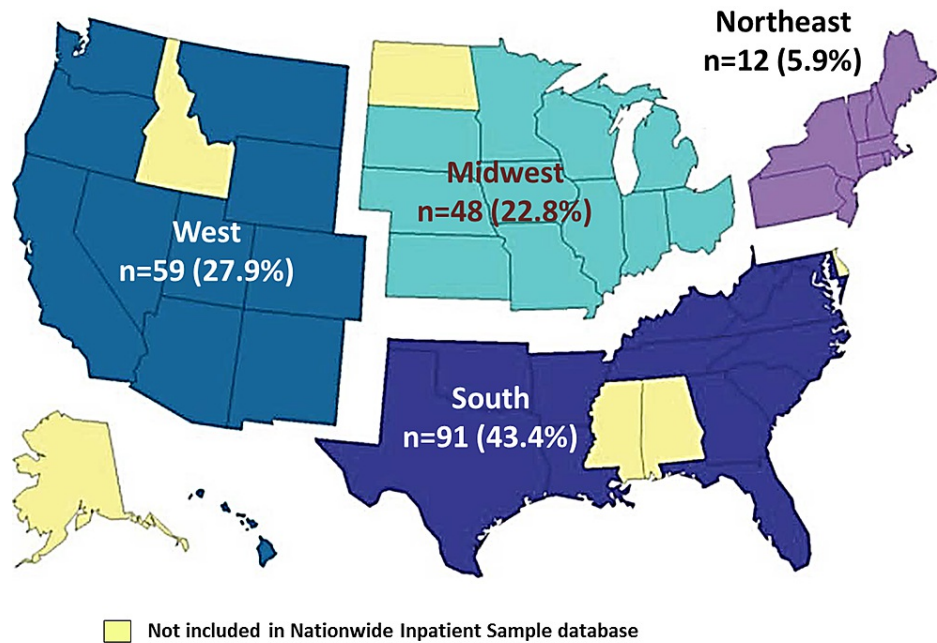 Northeast
n=12 (5.9%)
Midwest
n=48 (22.8%)
West
n=59 (27.9%)
South
n=91 (43.4%)
Not included in Nationwide Inpatient Sample database